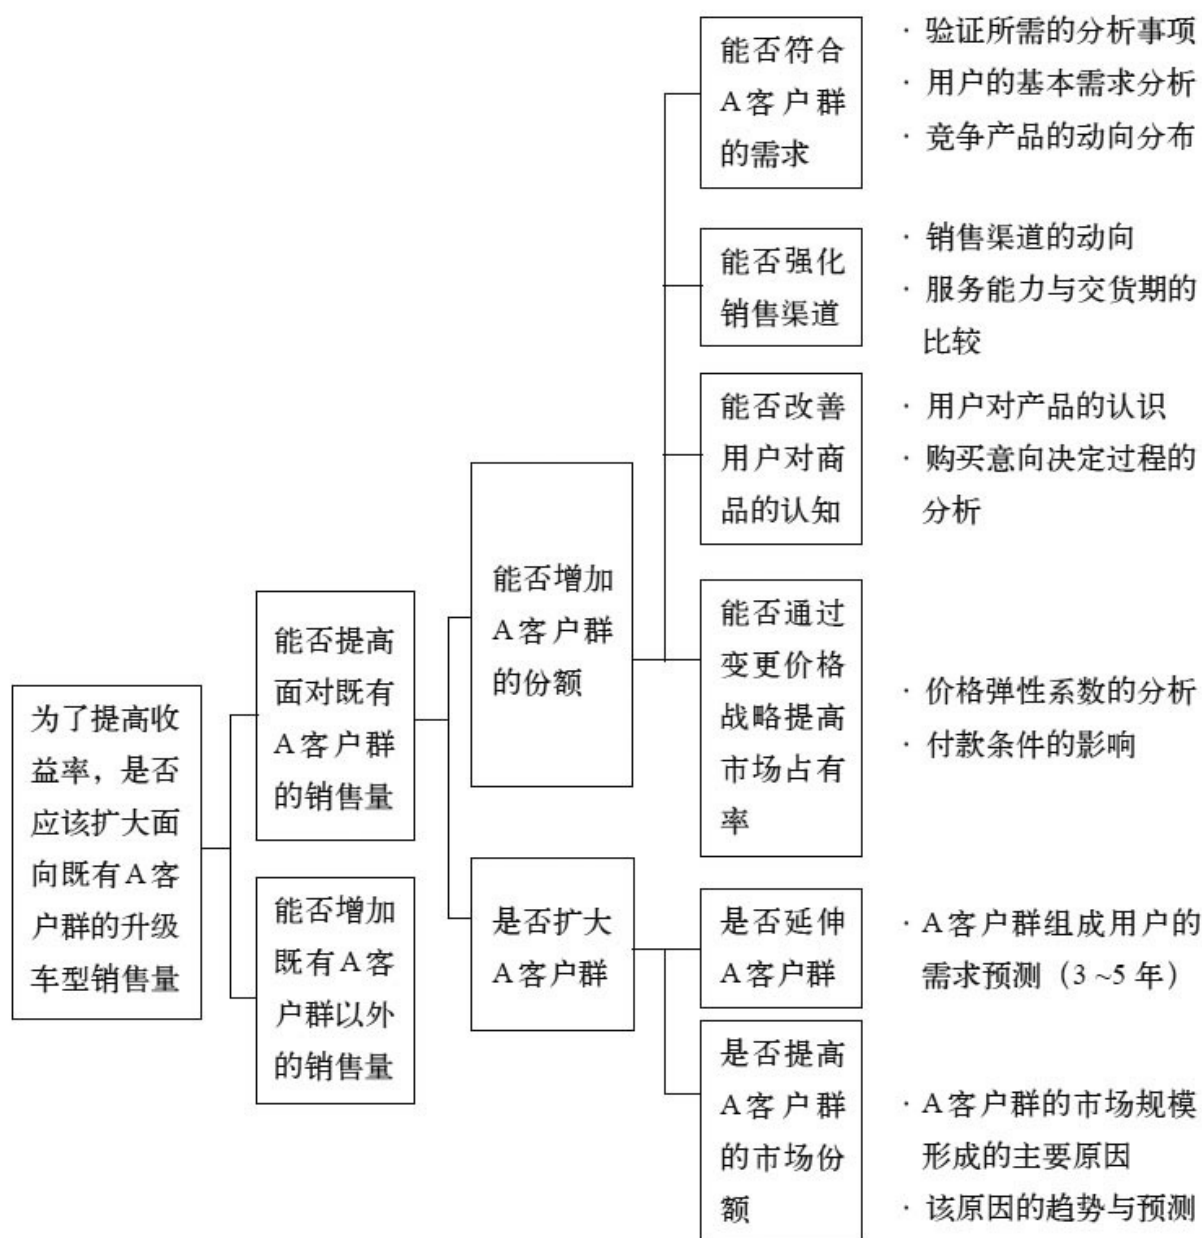 为了提高收
益率，是否
应该扩大面
向既有A客
户群的升级
车型销售量
能否提高
面对既有
A客户群
的销售量
能否增加
既有A客
户群以外
的销售量
能否增加
A客户群
的份额
是否扩大
A客户群
能否符合
A客户群
的需求
· 验证所需的分析事项
· 用户的基本需求分析
· 竞争产品的动向分布
能否强化
销售渠道
· 销售渠道的动向
· 服务能力与交货期的
比较
能否改善
用户对商
品的认知
· 用户对产品的认识
· 购买意向决定过程的
分析
能否通过
变更价格
战略提高
市场占有
率
· 价格弹性系数的分析
· 付款条件的影响
是否延伸
A客户群
· A客户群组成用户的
需求预测（3~5年）
是否提高
A客户群
的市场份
额
· A客户群的市场规模
形成的主要原因
· 该原因的趋势与预测